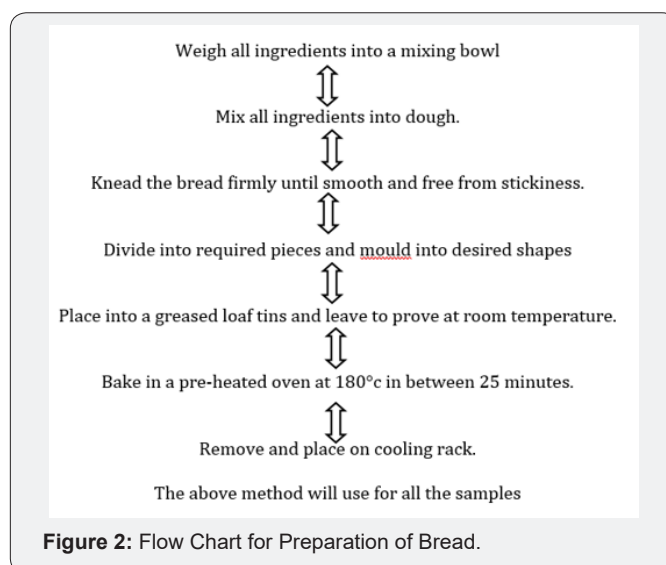 Weigh all ingredients into a mixing bowl
Mix all ingredients into dough.
Knead the bread firmly until smooth and free from stickiness.
Divide into required pieces and mould into desired shapes
Place into a greased loaf tins and leave to prove at room temperature.
Bake in a pre-heated oven at 180°c in between 25 minutes.
Remove and place on cooling rack.
The above method will use for all the samples
Figure 2: Flow Chart for Preparation of Bread.